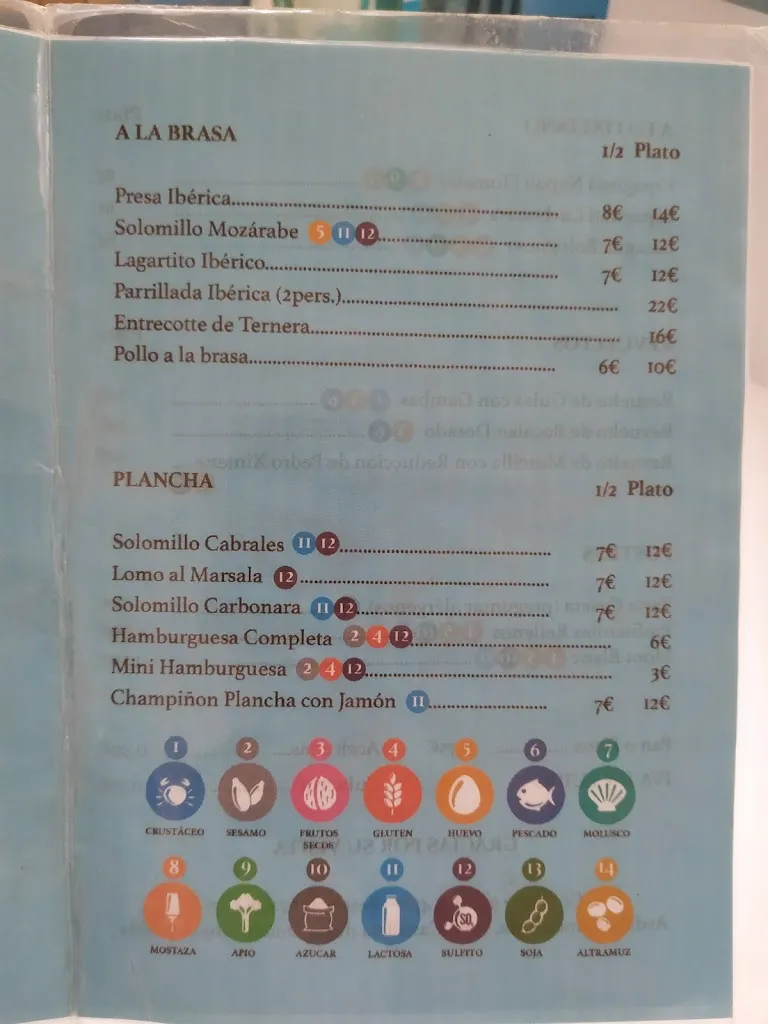 A LA BRASA
1/2 Plato
Presa Ibérica 8€ 14€
Solomillo Mozárabe 5 11 12 7€ 12€
Lagartito Ibérico 7€ 12€
Parrillada Ibérica (2pers.) 22€
Entrecotte de Ternera 16€
Pollo a la brasa 6€ 10€
PLANCHA
1/2 Plato
Solomillo Cabrales 11 12 7€ 12€
Lomo al Marsala 12 7€ 12€
Solomillo Carbonara 11 12 7€ 12€
Hamburguesa Completa 2 4 12 6€
Mini Hamburguesa 2 4 12 3€
Champiñon Plancha con Jamón 11 7€ 12€
1 2 3 4 5 6 7
CRUSTÁCEO SESAMO FRUTOS SECOS GLUTEN HUEVO PESCADO MOLUSCO
8 9 10 11 12 13 14
SO₂
MOSTAZA APIO AZUCAR LACTOSA SULFITO SOJA ALTRAMUZ